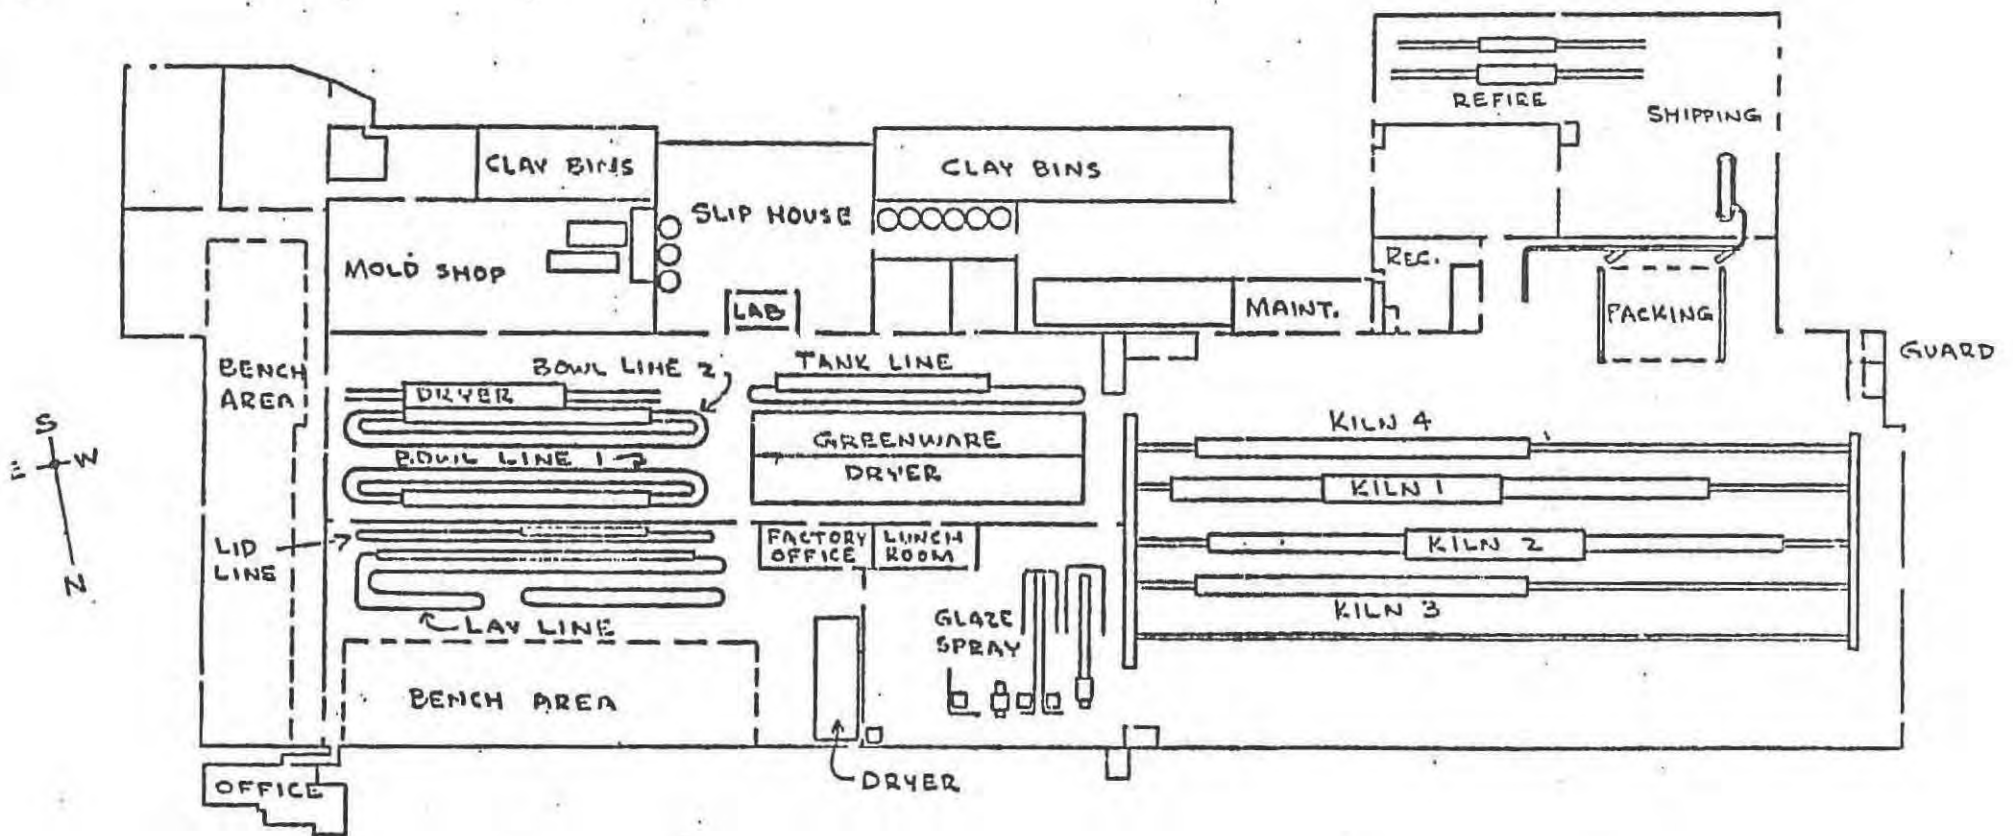 REFIRE
SHIPPING
CLAY BINS
CLAY BINS
SLIP HOUSE
MOLD SHOP
REC.
LAB
MAINT.
PACKING
GUARD
BENCH
AREA
BOWL LINE 2
TANK LINE
DRYER
S
E W
N
KILN 4
GREENWARE
DRYER
BOWL LINE 1
KILN 1
LID
LINE
FACTORY
OFFICE
LUNCH
ROOM
KILN 2
KILN 3
LAV LINE
GLAZE
SPRAY
BENCH AREA
DRYER
OFFICE